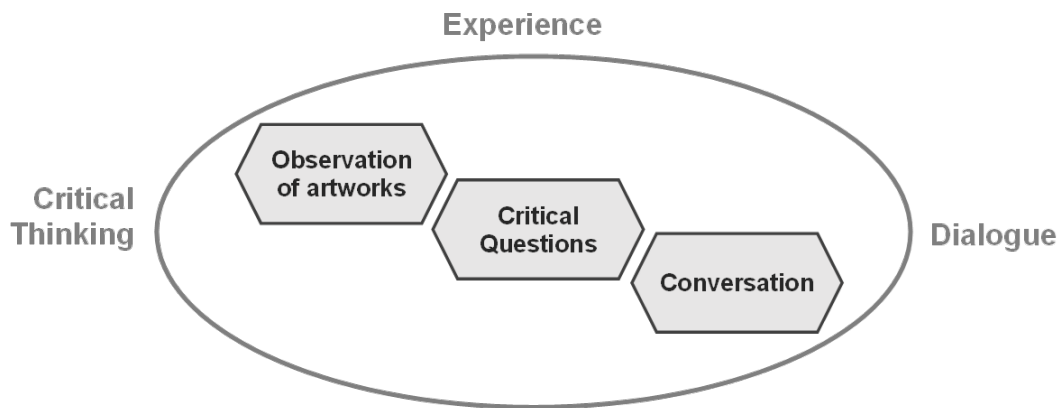 Experience
Observation
of artworks
Critical
Thinking
Critical
Questions
Dialogue
Conversation